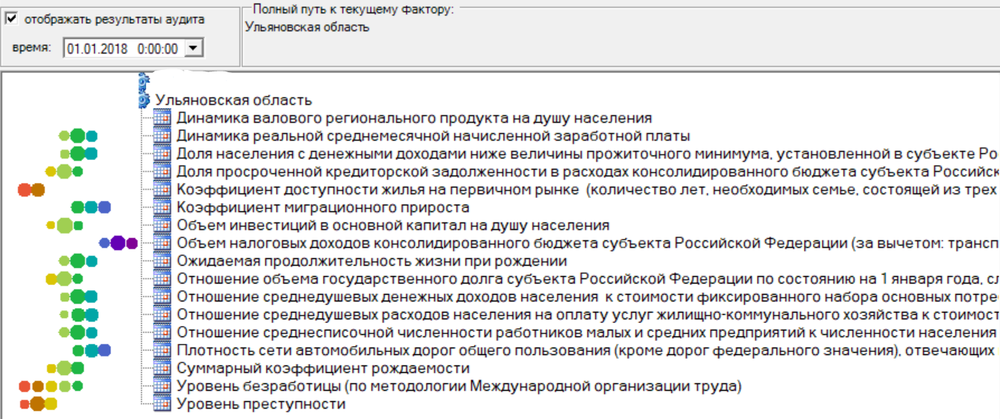 отображать результаты аудита
время: 01.01.2018 0:00:00
Полный путь к текущему фактору:
Ульяновская область
Ульяновская область
Динамика валового регионального продукта на душу населения
Динамика реальной среднемесячной начисленной заработной платы
Доля населения с денежными доходами ниже величины прожиточного минимума, установленной в субъекте Ро
Доля просроченной кредиторской задолженности в расходах консолидированного бюджета субъекта Российск
Коэффициент доступности жилья на первичном рынке (количество лет, необходимых семье, состоящей из трех
Коэффициент миграционного прироста
Объем инвестиций в основной капитал на душу населения
Объем налоговых доходов консолидированного бюджета субъекта Российской Федерации (за вычетом: трансп
Ожидаемая продолжительность жизни при рождении
Отношение объема государственного долга субъекта Российской Федерации по состоянию на 1 января года, сл
Отношение среднедушевых денежных доходов населения к стоимости фиксированного набора основных потре
Отношение среднедушевых расходов населения на оплату услуг жилищно-коммунального хозяйства к стоимост
Отношение среднесписочной численности работников малых и средних предприятий к численности населения
Плотность сети автомобильных дорог общего пользования (кроме дорог федерального значения), отвечающих
Суммарный коэффициент рождаемости
Уровень безработицы (по методологии Международной организации труда)
Уровень преступности